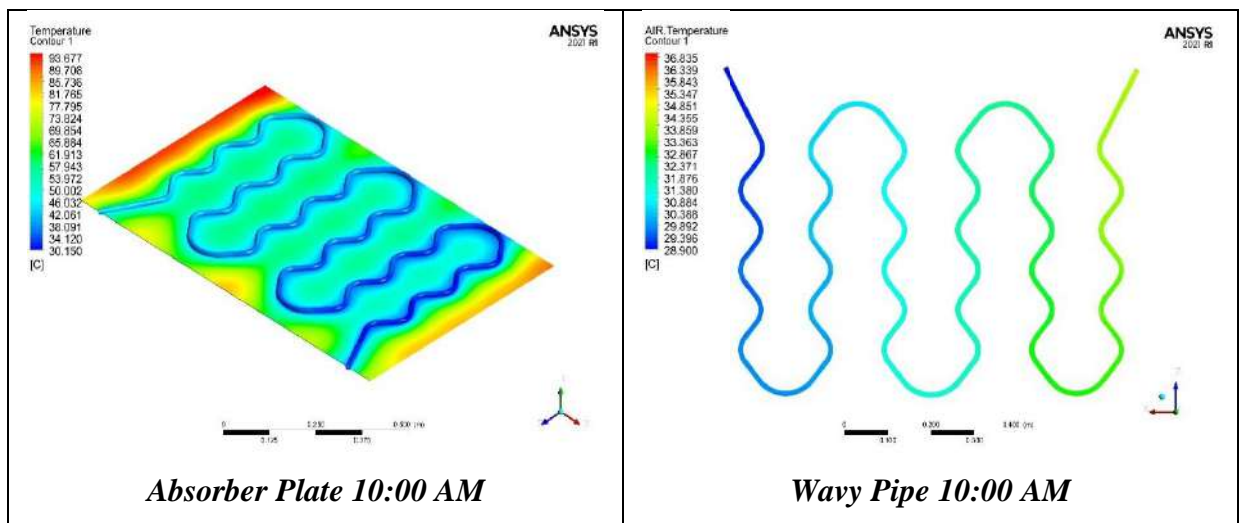 Temperature
Contour 1
ANSYS
2021 R1
93.677
89.706
85.736
81.765
77.795
73.824
69.854
65.884
61.913
57.943
53.972
50.002
46.032
42.061
38.091
34.120
30.150
[C]
0 0.250 0.500 (m)
0.125 0.375
Absorber Plate 10:00 AM
AIR.Temperature
Contour 1
ANSYS
2021 R1
36.835
36.339
35.843
35.347
34.851
34.355
33.859
33.363
32.867
32.371
31.876
31.380
30.884
30.388
29.892
29.396
28.900
[C]
0 0.200 0.400 (m)
0.100 0.300
Wavy Pipe 10:00 AM